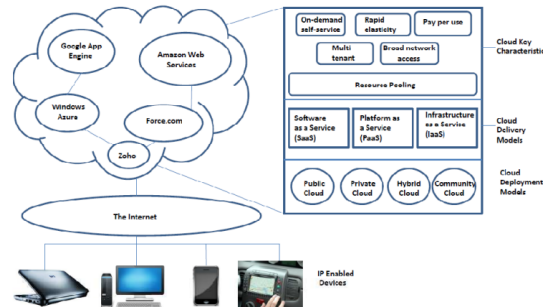 Google App
Engine
Amazon Web
Services
Windows
Azure
Force.com
Zoho
The Internet
IP Enabled
Devices
On-demand
self-service
Rapid
elasticity
Pay per use
Multi
tenant
Broad network
access
Resource Pooling
Cloud Key
Characteristic
Software
as a Service
(SaaS)
Platform as
a Service
(PaaS)
Infrastructure
as a Service
(IaaS)
Cloud
Delivery
Models
Public
Cloud
Private
Cloud
Hybrid
Cloud
Community
Cloud
Cloud
Deployment
Models